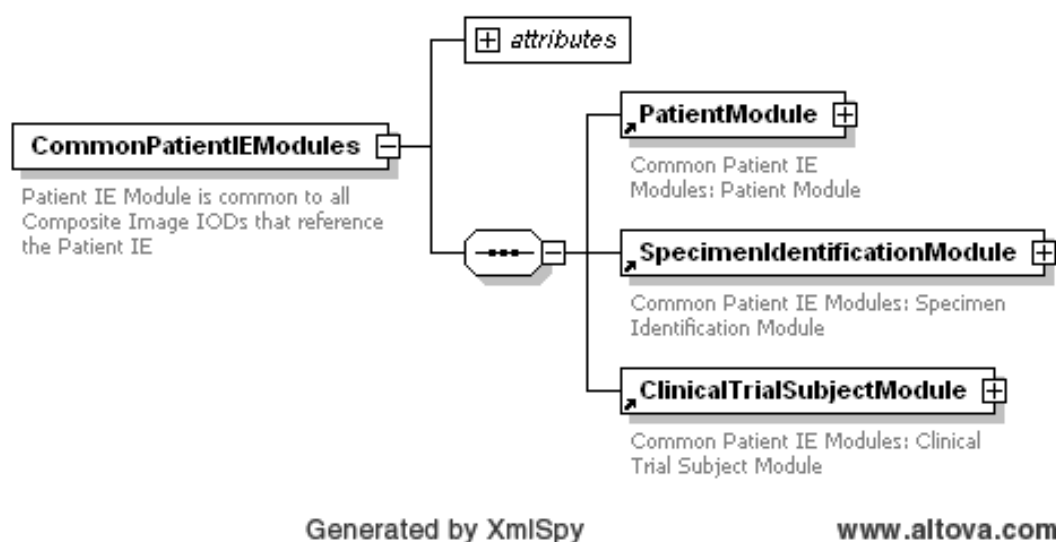 attributes
CommonPatientIEModules
Patient IE Module is common to all
Composite Image IODs that reference
the Patient IE
PatientModule
Common Patient IE
Modules: Patient Module
SpecimenIdentificationModule
Common Patient IE Modules: Specimen
Identification Module
ClinicalTrialSubjectModule
Common Patient IE Modules: Clinical
Trial Subject Module
Generated by XmlSpy www.altova.com